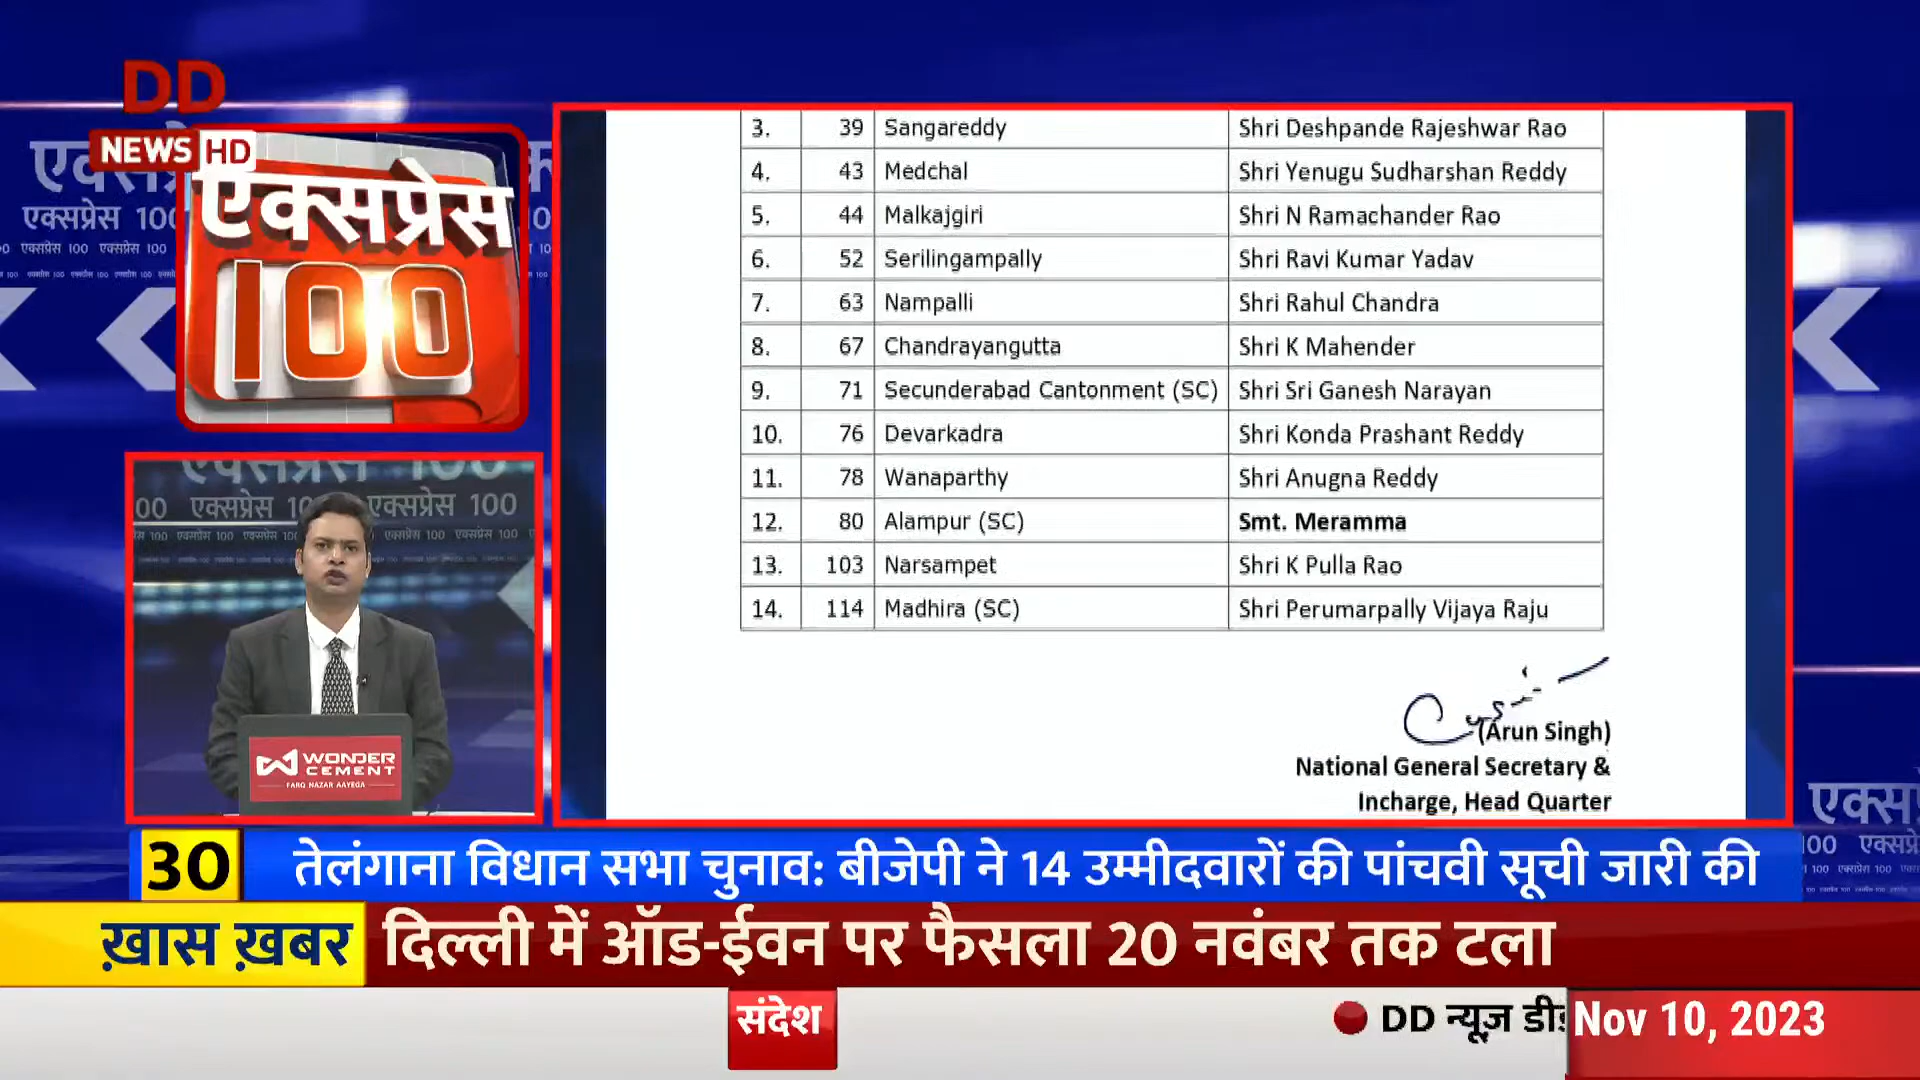 DD
NEWS HD
एक्सप्रेस
100
3. 39 Sangareddy Shri Deshpande Rajeshwar Rao
4. 43 Medchal Shri Yenugu Sudharshan Reddy
5. 44 Malkajgiri Shri N Ramachander Rao
6. 52 Serilingampally Shri Ravi Kumar Yadav
7. 63 Nampalli Shri Rahul Chandra
8. 67 Chandrayangutta Shri K Mahender
9. 71 Secunderabad Cantonment (SC) Shri Sri Ganesh Narayan
10. 76 Devarkadra Shri Konda Prashant Reddy
11. 78 Wanaparthy Shri Anugna Reddy
12. 80 Alampur (SC) Smt. Meramma
13. 103 Narsampet Shri K Pulla Rao
14. 114 Madhira (SC) Shri Perumarpally Vijaya Raju
(Arun Singh)
National General Secretary &
Incharge, Head Quarter
एक्सप्रेस 100
WONDER
CEMENT
FARQ NAZAR AAYEGA
30 तेलंगाना विधान सभा चुनाव: बीजेपी ने 14 उम्मीदवारों की पांचवी सूची जारी की
ख़ास ख़बर दिल्ली में ऑड-ईवन पर फैसला 20 नवंबर तक टला
संदेश DD न्यूज़ Nov 10, 2023